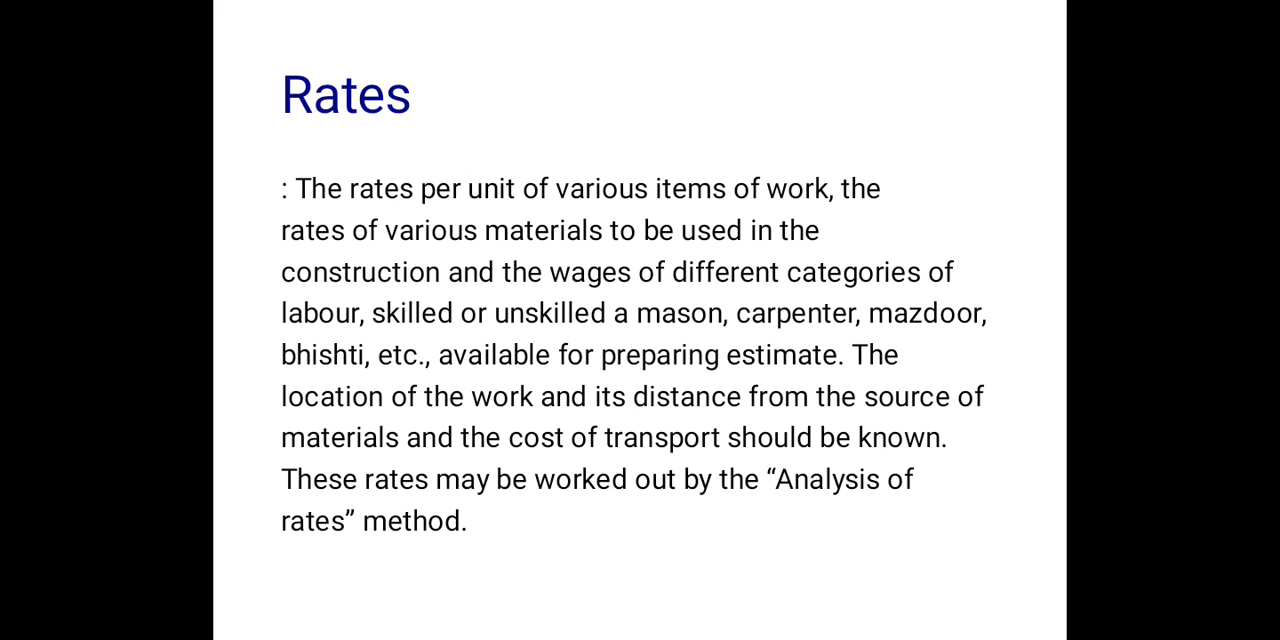 Rates
: The rates per unit of various items of work, the
rates of various materials to be used in the
construction and the wages of different categories of
labour, skilled or unskilled a mason, carpenter, mazdoor,
bhishti, etc., available for preparing estimate. The
location of the work and its distance from the source of
materials and the cost of transport should be known.
These rates may be worked out by the “Analysis of
rates” method.